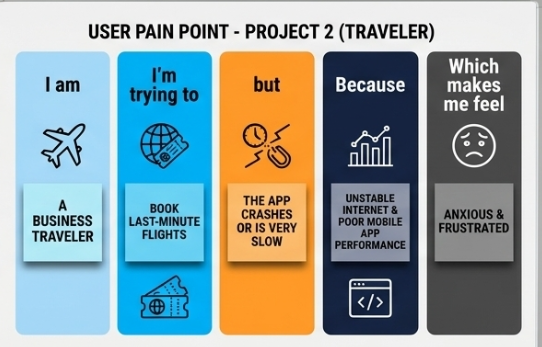 USER PAIN POINT - PROJECT 2 (TRAVELER)
I am
A
BUSINESS
TRAVELER
I'm
trying to
BOOK
LAST-MINUTE
FLIGHTS
but
THE APP
CRASHES
OR IS VERY
SLOW
Because
UNSTABLE
INTERNET &
POOR MOBILE
APP
PERFORMANCE
Which
makes
me feel
ANXIOUS &
FRUSTRATED